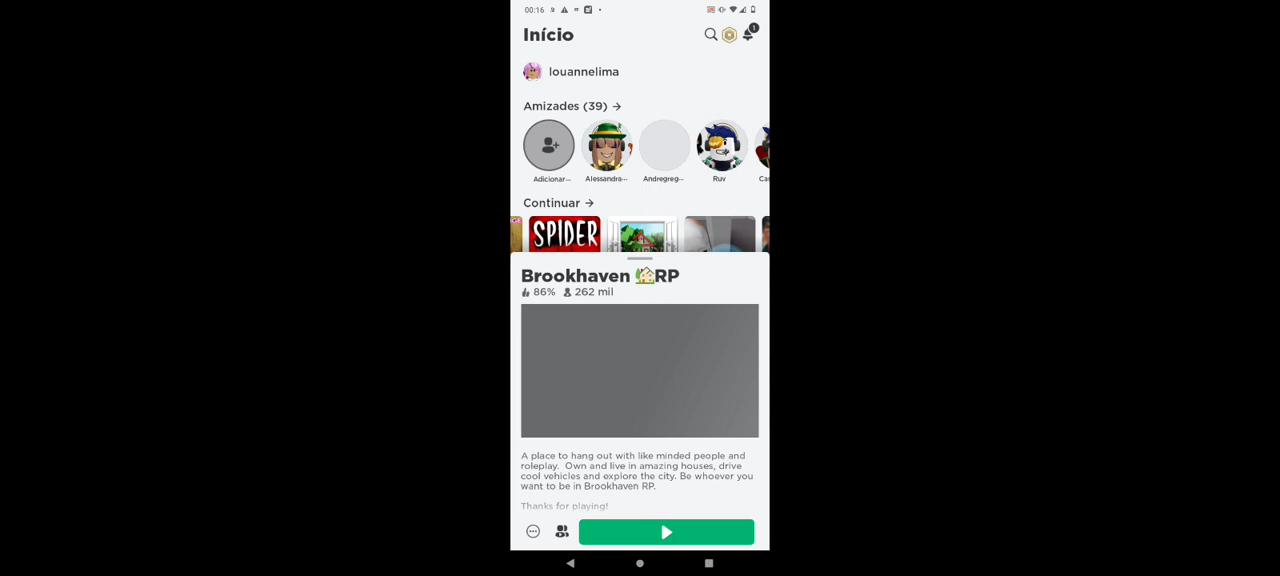 00:16
Início
1
louannelima
Amizades (39) →
Adicionar...
Alessandra...
Andregreg...
Ruv
Car
Continuar →
SPIDER
Brookhaven 🏡RP
86% 262 mil
A place to hang out with like minded people and
roleplay. Own and live in amazing houses, drive
cool vehicles and explore the city. Be whoever you
want to be in Brookhaven RP.
Thanks for playing!